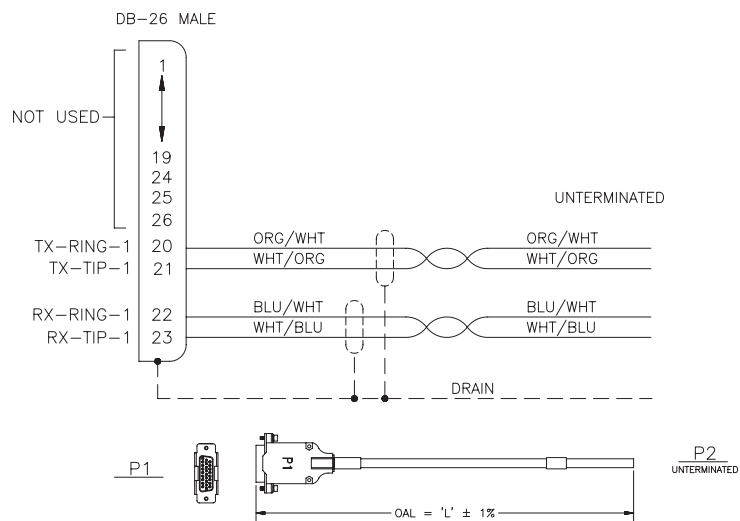 DB-26 MALE
1
NOT USED
19
24
25
26
UNTERMINATED
TX-RING-1 20 ORG/WHT ORG/WHT
TX-TIP-1 21 WHT/ORG WHT/ORG
RX-RING-1 22 BLU/WHT BLU/WHT
RX-TIP-1 23 WHT/BLU WHT/BLU
DRAIN
P1
P1
P2
UNTERMINATED
OAL = 'L' ± 1%